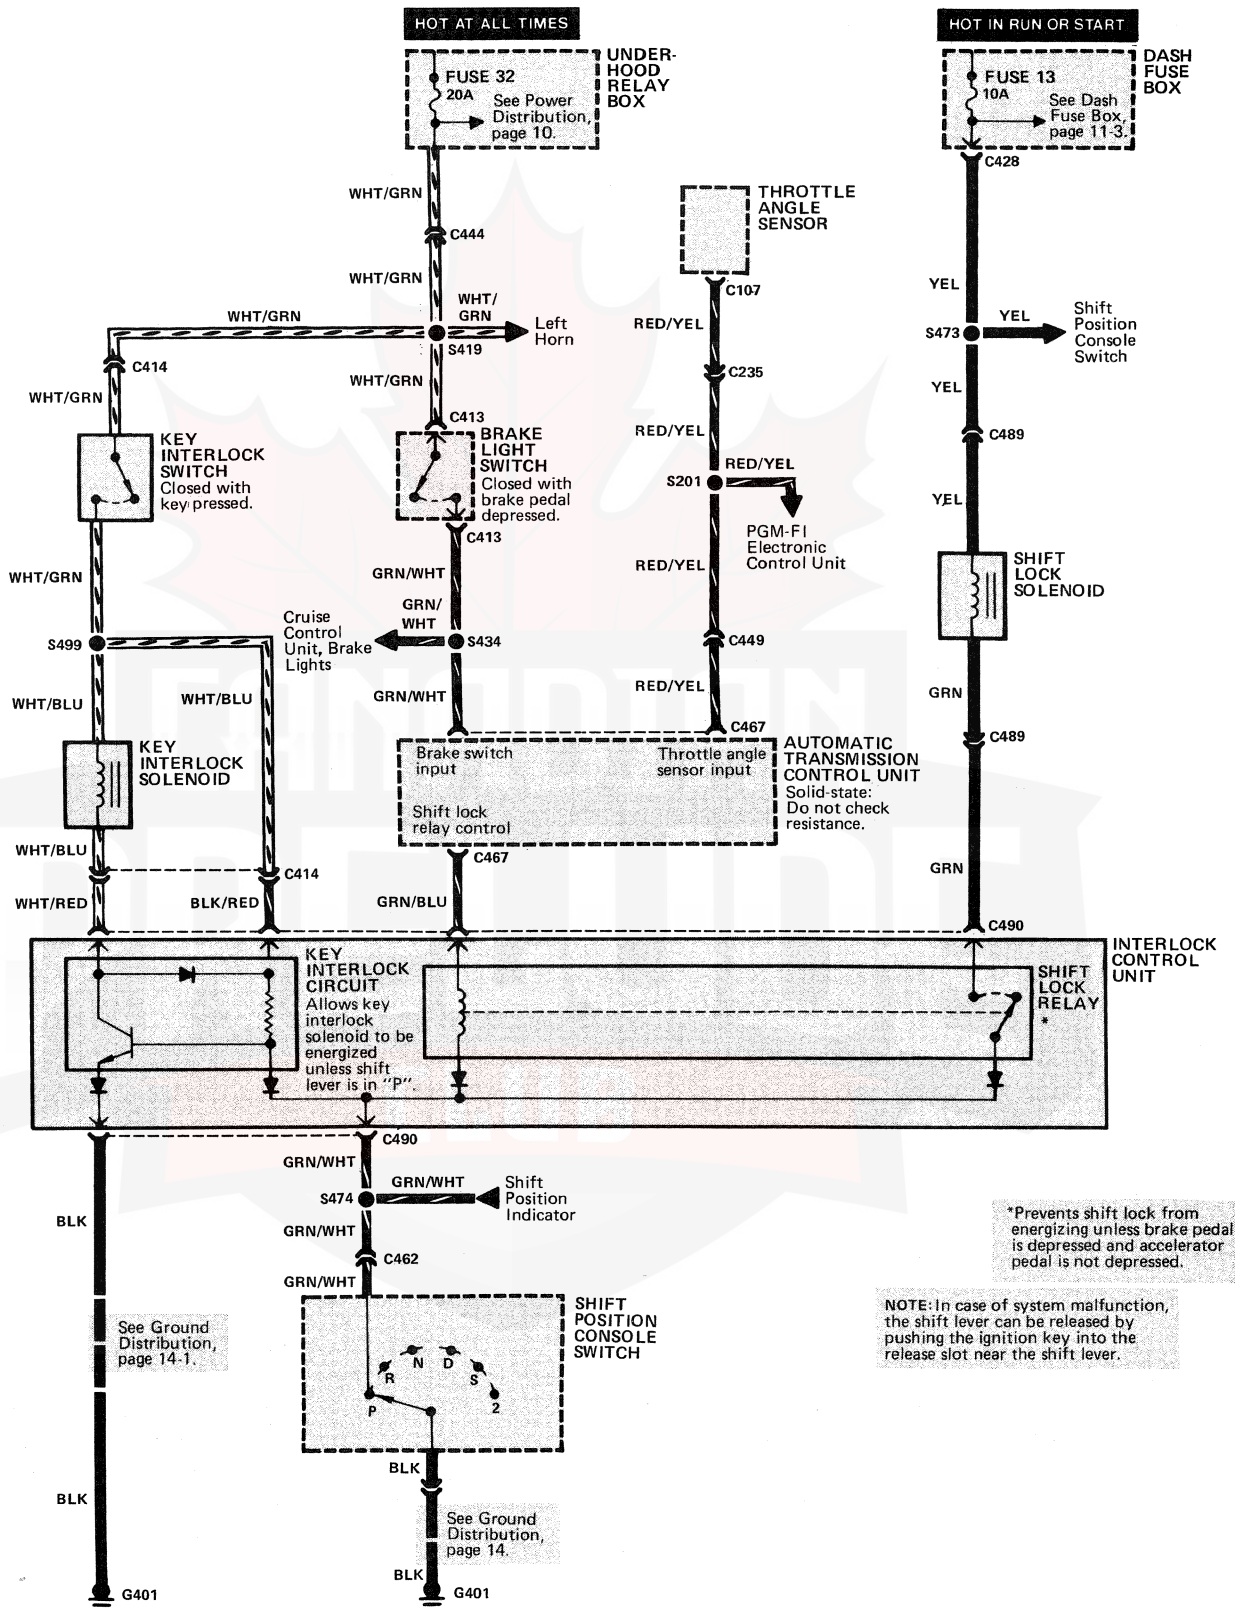 HOT AT ALL TIMES
HOT IN RUN OR START
FUSE 32
20A
See Power
Distribution,
page 10.
UNDER-
HOOD
RELAY
BOX
FUSE 13
10A
See Dash
Fuse Box,
page 11-3.
DASH
FUSE
BOX
C428
WHT/GRN
C444
WHT/GRN
THROTTLE
ANGLE
SENSOR
C107
RED/YEL
C235
RED/YEL
YEL
S473
YEL
Shift
Position
Console
Switch
YEL
C489
YEL
WHT/GRN
WHT/
GRN
Left
Horn
S419
C414
WHT/GRN
WHT/GRN
C413
KEY
INTERLOCK
SWITCH
Closed with
key pressed.
BRAKE
LIGHT
SWITCH
Closed with
brake pedal
depressed.
C413
S201
RED/YEL
PGM-FI
Electronic
Control Unit
RED/YEL
C449
RED/YEL
C467
SHIFT
LOCK
SOLENOID
GRN
C489
GRN
C490
WHT/GRN
S499
GRN/WHT
GRN/
WHT
Cruise
Control
Unit, Brake
Lights
S434
GRN/WHT
WHT/BLU
WHT/BLU
KEY
INTERLOCK
SOLENOID
WHT/BLU
C414
WHT/RED
BLK/RED
Brake switch
input
Throttle angle
sensor input
Shift lock
relay control
AUTOMATIC
TRANSMISSION
CONTROL UNIT
Solid-state:
Do not check
resistance.
C467
GRN/BLU
INTERLOCK
CONTROL
UNIT
KEY
INTERLOCK
CIRCUIT
Allows key
interlock
solenoid to be
energized
unless shift
lever is in "P".
SHIFT
LOCK
RELAY
*
C490
GRN/WHT
S474
GRN/WHT
Shift
Position
Indicator
GRN/WHT
C462
GRN/WHT
BLK
See Ground
Distribution,
page 14-1.
BLK
G401
SHIFT
POSITION
CONSOLE
SWITCH
P
R
N
D
S
2
BLK
See Ground
Distribution,
page 14.
BLK
G401
*Prevents shift lock from
energizing unless brake pedal
is depressed and accelerator
pedal is not depressed.
NOTE: In case of system malfunction,
the shift lever can be released by
pushing the ignition key into the
release slot near the shift lever.